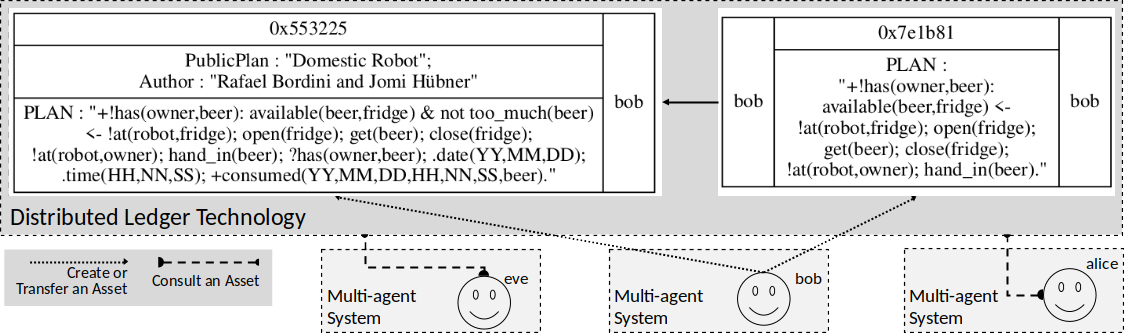 0x553225
PublicPlan : "Domestic Robot";
Author : "Rafael Bordini and Jomi Hübner"
PLAN : "+!has(owner,beer): available(beer,fridge) & not too_much(beer)
<- !at(robot,fridge); open(fridge); get(beer); close(fridge);
!at(robot,owner); hand_in(beer); ?has(owner,beer); .date(YY,MM,DD);
.time(HH,NN,SS); +consumed(YY,MM,DD,HH,NN,SS,beer)."
bob
bob
0x7e1b81
PLAN :
"+!has(owner,beer):
available(beer,fridge) <-
!at(robot,fridge); open(fridge);
get(beer); close(fridge);
!at(robot,owner); hand_in(beer)."
bob
Distributed Ledger Technology
Create or
Transfer an Asset
Consult an Asset
eve
Multi-agent
System
bob
Multi-agent
System
alice
Multi-agent
System